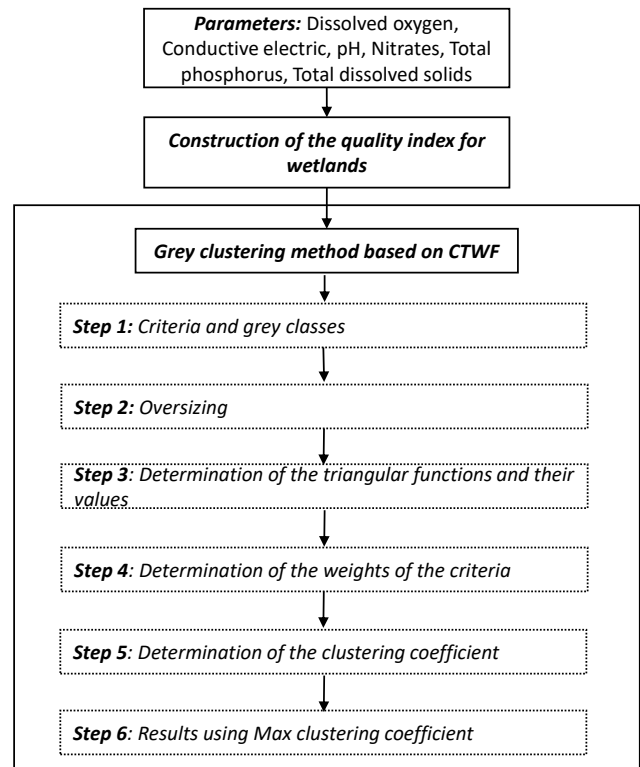 Parameters: Dissolved oxygen,
Conductive electric, pH, Nitrates, Total
phosphorus, Total dissolved solids
Construction of the quality index for
wetlands
Grey clustering method based on CTWF
Step 1: Criteria and grey classes
Step 2: Oversizing
Step 3: Determination of the triangular functions and their
values
Step 4: Determination of the weights of the criteria
Step 5: Determination of the clustering coefficient
Step 6: Results using Max clustering coefficient